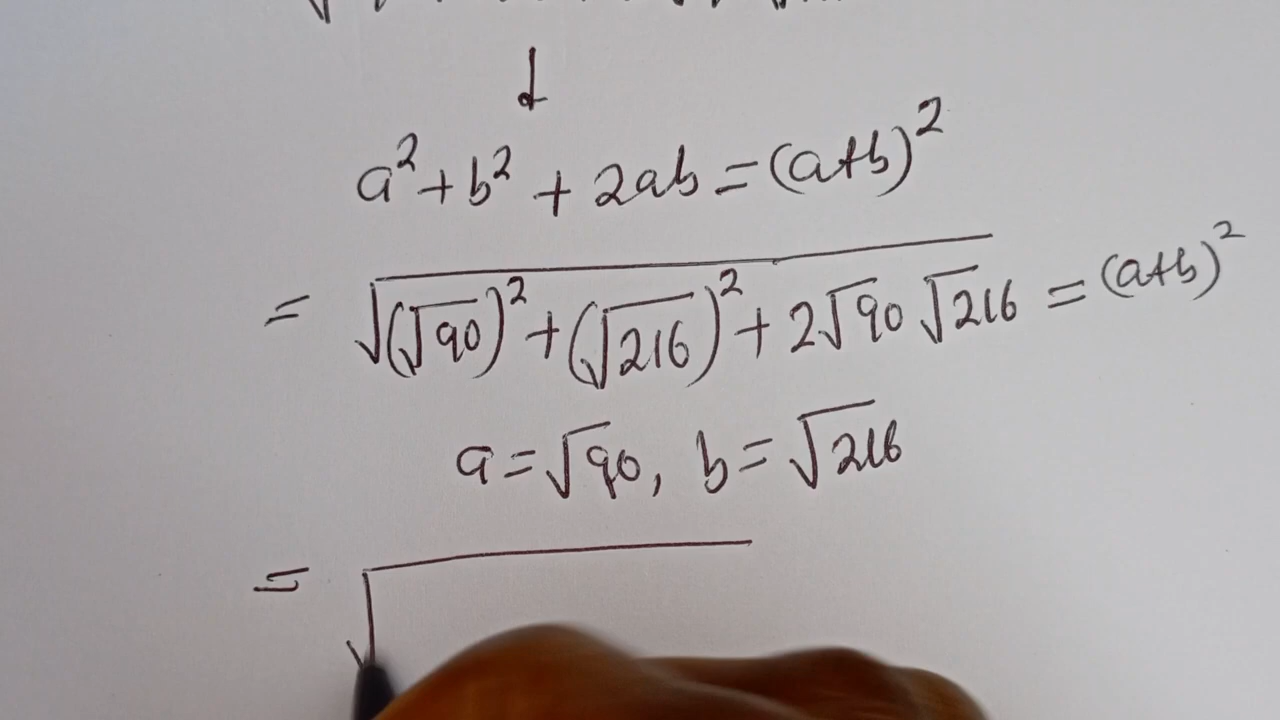 a² + b² + 2ab = (a+b)²
= √((√90)² + (√216)² + 2√90 √216) = (a+b)²
a = √90, b = √216
= √